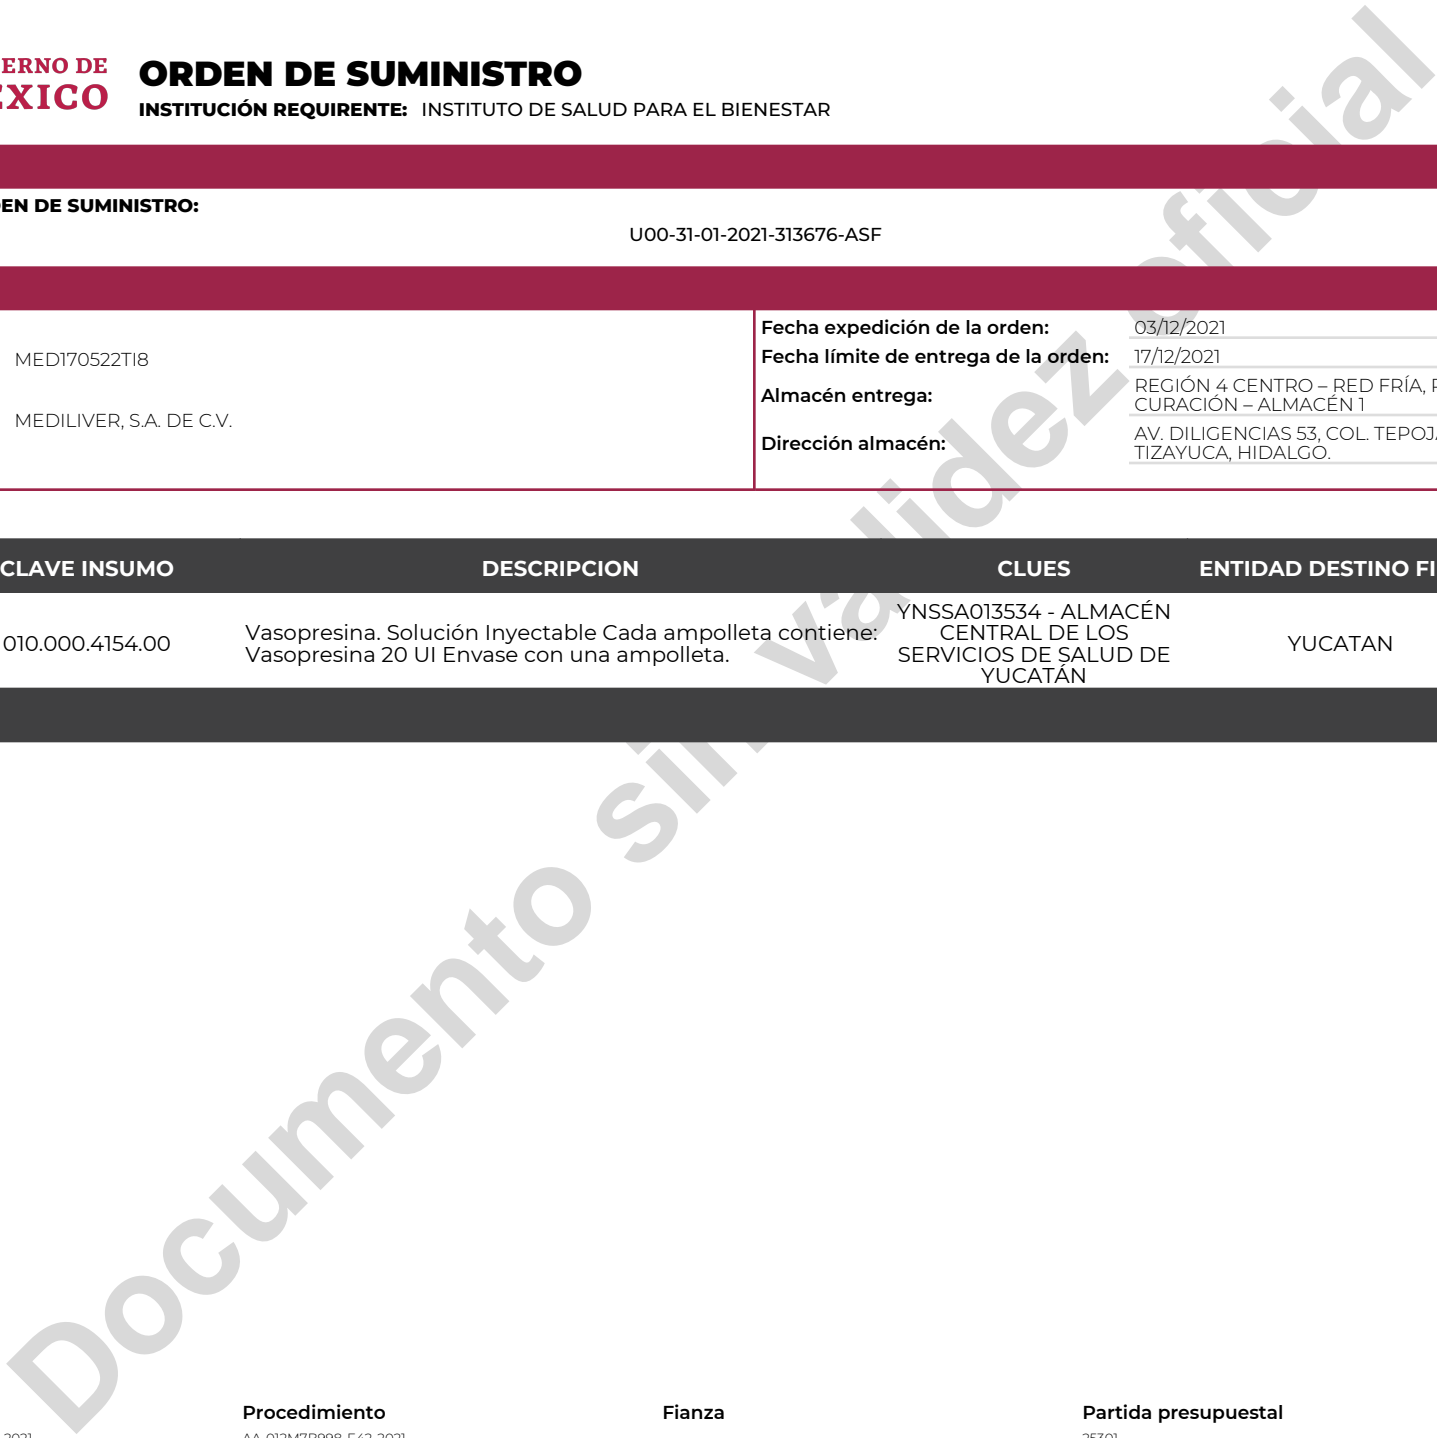 ORDEN DE SUMINISTRO
INSTITUCIÓN REQUIRENTE: INSTITUTO DE SALUD PARA EL BIENESTAR
ERNO DE
EXICO
EN DE SUMINISTRO:
U00-31-01-2021-313676-ASF
MED170522TI8
MEDILIVER, S.A. DE C.V.
Fecha expedición de la orden: 03/12/2021
Fecha límite de entrega de la orden: 17/12/2021
Almacén entrega:
REGIÓN 4 CENTRO – RED FRÍA,
CURACIÓN – ALMACÉN 1
Dirección almacén:
AV. DILIGENCIAS 53, COL. TEPOJ
TIZAYUCA, HIDALGO.
CLAVE INSUMO DESCRIPCION CLUES ENTIDAD DESTINO FI
010.000.4154.00
Vasopresina. Solución Inyectable Cada ampolleta contiene:
Vasopresina 20 UI Envase con una ampolleta.
YNSSA013534 - ALMACÉN
CENTRAL DE LOS
SERVICIOS DE SALUD DE
YUCATÁN
YUCATAN
Documento sin validez oficial
Procedimiento Fianza Partida presupuestal